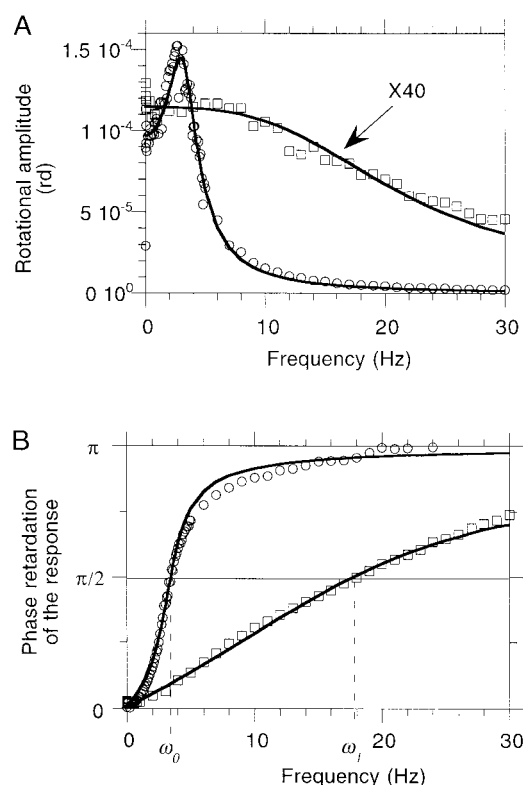 A
1.5 10⁻⁴
1 10⁻⁴
5 10⁻⁵
0 10⁰
Rotational amplitude
(rd)
X40
0 10 20 30
Frequency (Hz)
B
π
π/2
0
Phase retardation
of the response
0 10 20 30
ω₀ ωᵢ
Frequency (Hz)